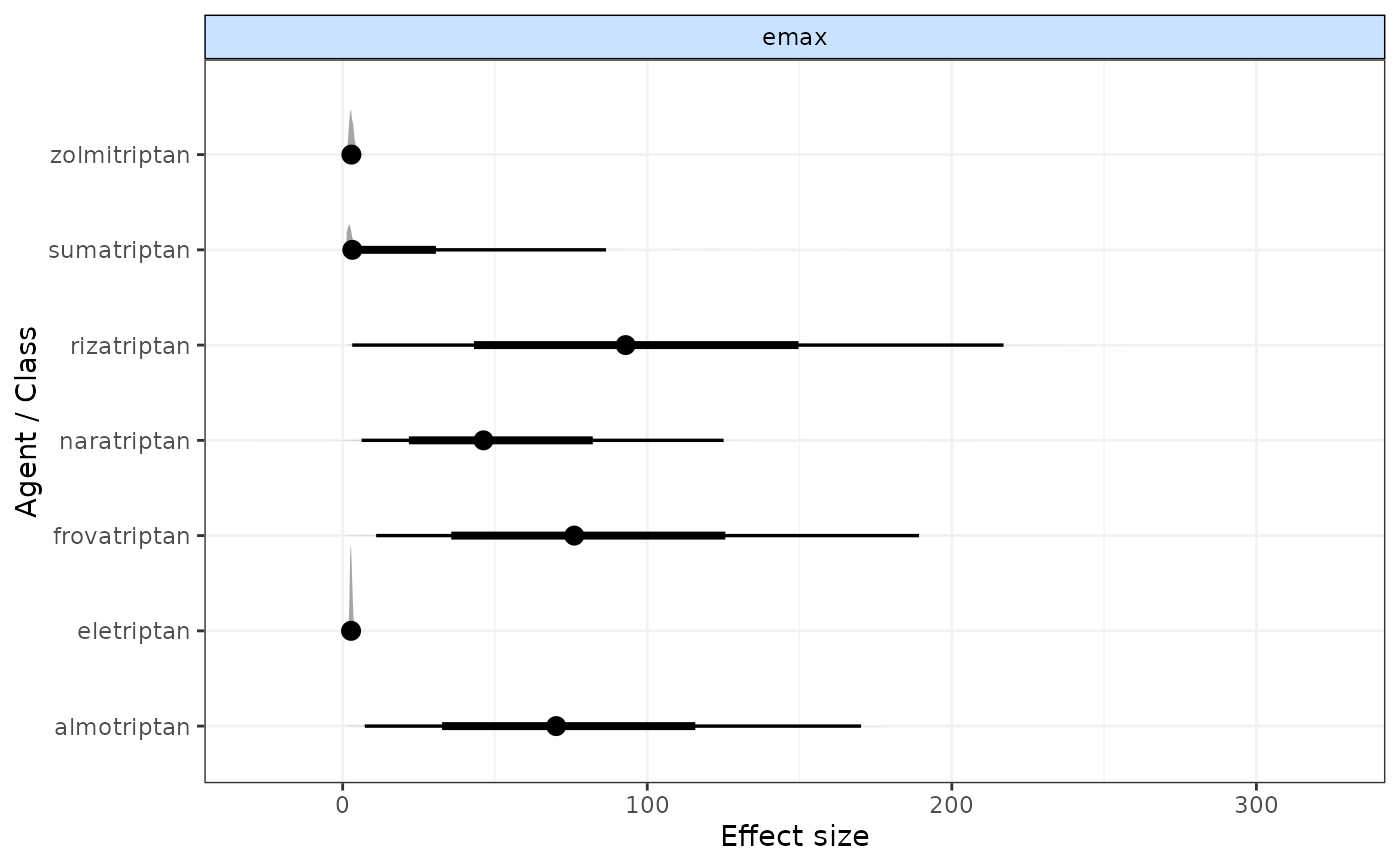 emax
zolmitriptan
sumatriptan
rizatriptan
naratriptan
frovatriptan
eletriptan
almotriptan
Agent / Class
0 100 200 300
Effect size